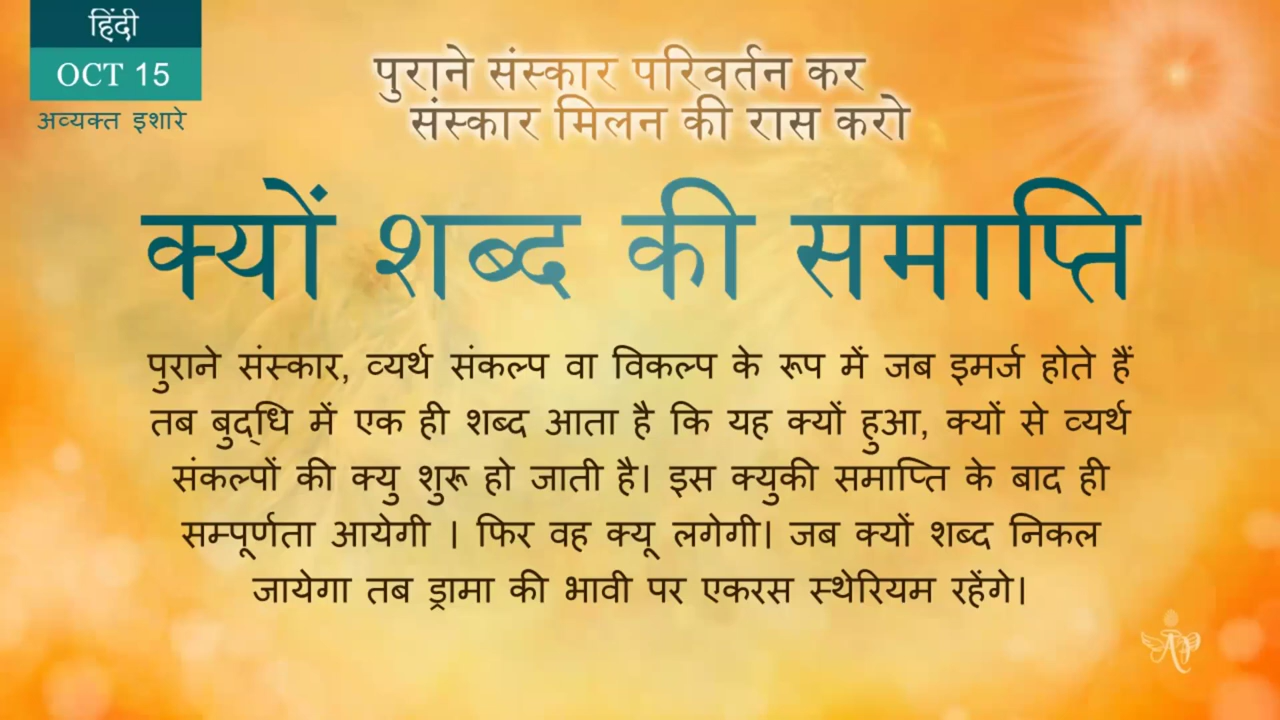 हिंदी
OCT 15
अव्यक्त इशारे
पुराने संस्कार परिवर्तन कर
संस्कार मिलन की रास करो
क्यों शब्द की समाप्ति
पुराने संस्कार, व्यर्थ संकल्प वा विकल्प के रूप में जब इमर्ज होते हैं
तब बुद्धि में एक ही शब्द आता है कि यह क्यों हुआ, क्यों से व्यर्थ
संकल्पों की क्यु शुरू हो जाती है। इस क्युकी समाप्ति के बाद ही
सम्पूर्णता आयेगी । फिर वह क्यू लगेगी। जब क्यों शब्द निकल
जायेगा तब ड्रामा की भावी पर एकरस स्थेरियम रहेंगे।